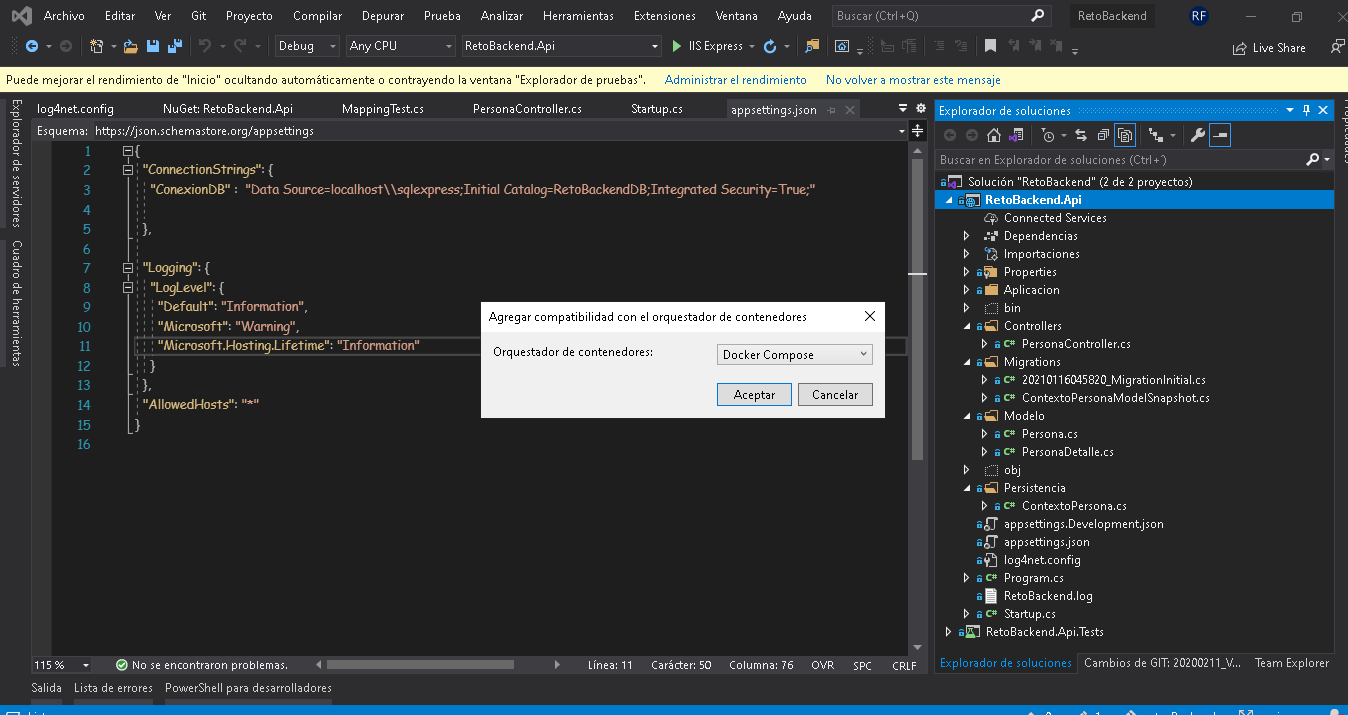 Archivo Editar Ver Git Proyecto Compilar Depurar Prueba Analizar Herramientas Extensiones Ventana Ayuda Buscar (Ctrl+Q) RetoBackend RF
Debug Any CPU RetoBackend.Api IIS Express Live Share
Puede mejorar el rendimiento de "Inicio" ocultando automáticamente o contrayendo la ventana "Explorador de pruebas". Administrar el rendimiento No volver a mostrar este mensaje
Explorador de servidores
Cuadro de herramientas
log4net.config NuGet: RetoBackend.Api MappingTest.cs PersonaController.cs Startup.cs appsettings.json
Esquema: https://json.schemastore.org/appsettings
1 {
2 "ConnectionStrings": {
3 "ConexionDB" : "Data Source=localhost\\sqlexpress;Initial Catalog=RetoBackendDB;Integrated Security=True;"
4
5 },
6
7 "Logging": {
8 "LogLevel": {
9 "Default": "Information",
10 "Microsoft": "Warning",
11 "Microsoft.Hosting.Lifetime": "Information"
12 }
13 },
14 "AllowedHosts": "*"
15 }
16
Agregar compatibilidad con el orquestador de contenedores
Orquestador de contenedores: Docker Compose
Aceptar Cancelar
115 % No se encontraron problemas. Línea: 11 Carácter: 50 Columna: 76 OVR SPC CRLF
Salida Lista de errores PowerShell para desarrolladores
Explorador de soluciones
Buscar en Explorador de soluciones (Ctrl+´)
Solución "RetoBackend" (2 de 2 proyectos)
RetoBackend.Api
Connected Services
Dependencias
Importaciones
Properties
Aplicacion
bin
Controllers
C# PersonaController.cs
Migrations
C# 20210116045820_MigrationInitial.cs
C# ContextoPersonaModelSnapshot.cs
Modelo
C# Persona.cs
C# PersonaDetalle.cs
obj
Persistencia
C# ContextoPersona.cs
appsettings.Development.json
appsettings.json
log4net.config
C# Program.cs
RetoBackend.log
C# Startup.cs
RetoBackend.Api.Tests
Explorador de soluciones Cambios de GIT: 20200211_V... Team Explorer